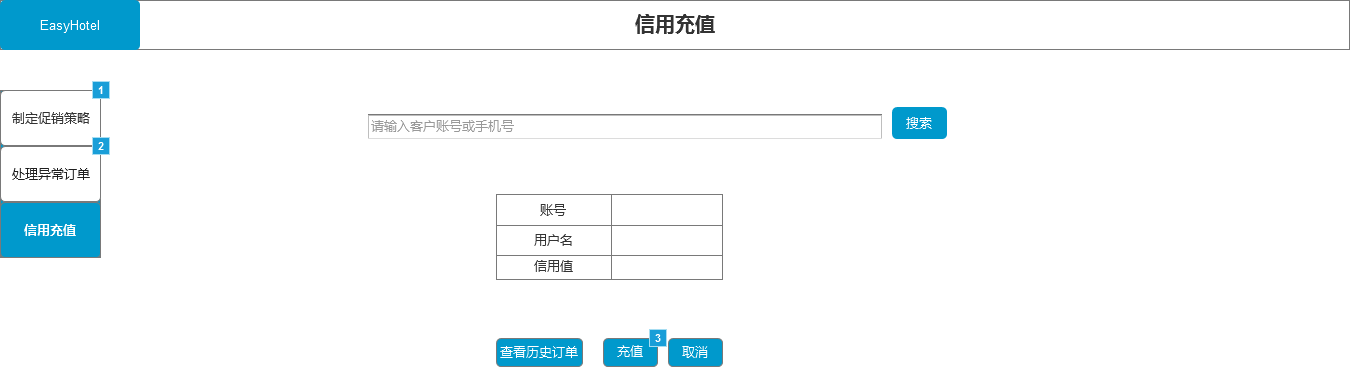 EasyHotel
信用充值
1
制定促销策略
2
处理异常订单
信用充值
请输入客户账号或手机号
搜索
账号
用户名
信用值
查看历史订单
充值
3
取消